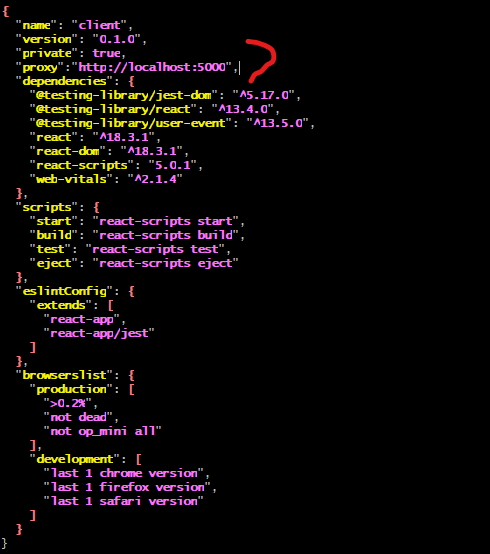 {
  "name": "client",
  "version": "0.1.0",
  "private": true,
  "proxy":"http://localhost:5000",
  "dependencies": {
    "@testing-library/jest-dom": "^5.17.0",
    "@testing-library/react": "^13.4.0",
    "@testing-library/user-event": "^13.5.0",
    "react": "^18.3.1",
    "react-dom": "^18.3.1",
    "react-scripts": "5.0.1",
    "web-vitals": "^2.1.4"
  },
  "scripts": {
    "start": "react-scripts start",
    "build": "react-scripts build",
    "test": "react-scripts test",
    "eject": "react-scripts eject"
  },
  "eslintConfig": {
    "extends": [
      "react-app",
      "react-app/jest"
    ]
  },
  "browserslist": {
    "production": [
      ">0.2%",
      "not dead",
      "not op_mini all"
    ],
    "development": [
      "last 1 chrome version",
      "last 1 firefox version",
      "last 1 safari version"
    ]
  }
}